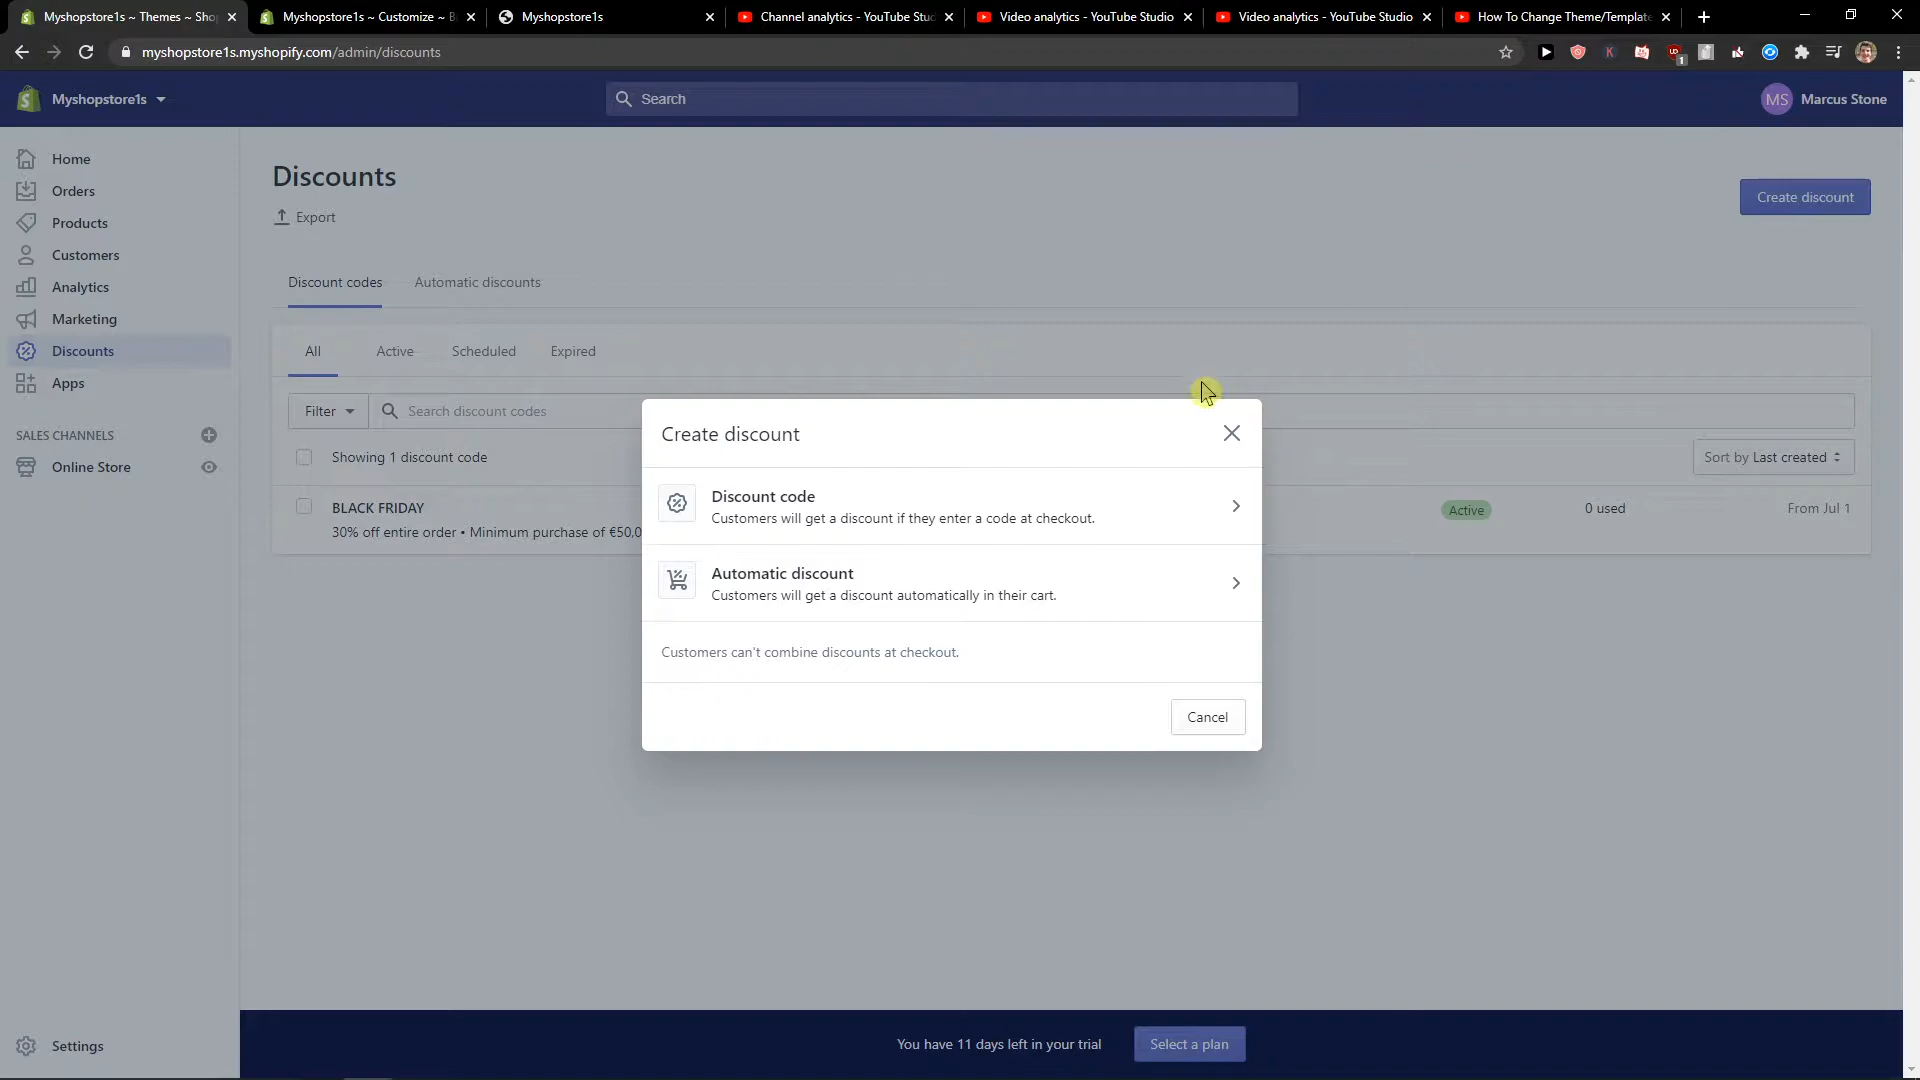 Myshopstore1s ~ Themes ~ Sho
Myshopstore1s ~ Customize ~ B
Myshopstore1s
Channel analytics - YouTube Stud
Video analytics - YouTube Studio
Video analytics - YouTube Studio
How To Change Theme/Template
myshopstore1s.myshopify.com/admin/discounts
Myshopstore1s
Search
MS Marcus Stone
Home
Orders
Products
Customers
Analytics
Marketing
Discounts
Apps
SALES CHANNELS
Online Store
Settings
Discounts
Export
Create discount
Discount codes
Automatic discounts
All
Active
Scheduled
Expired
Filter
Search discount codes
Showing 1 discount code
Sort by Last created
BLACK FRIDAY
30% off entire order • Minimum purchase of €50,0
Active
0 used
From Jul 1
Create discount
Discount code
Customers will get a discount if they enter a code at checkout.
Automatic discount
Customers will get a discount automatically in their cart.
Customers can't combine discounts at checkout.
Cancel
You have 11 days left in your trial
Select a plan